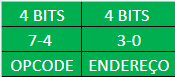 4 BITS 4 BITS
7-4 3-0
OPCODE ENDEREÇO